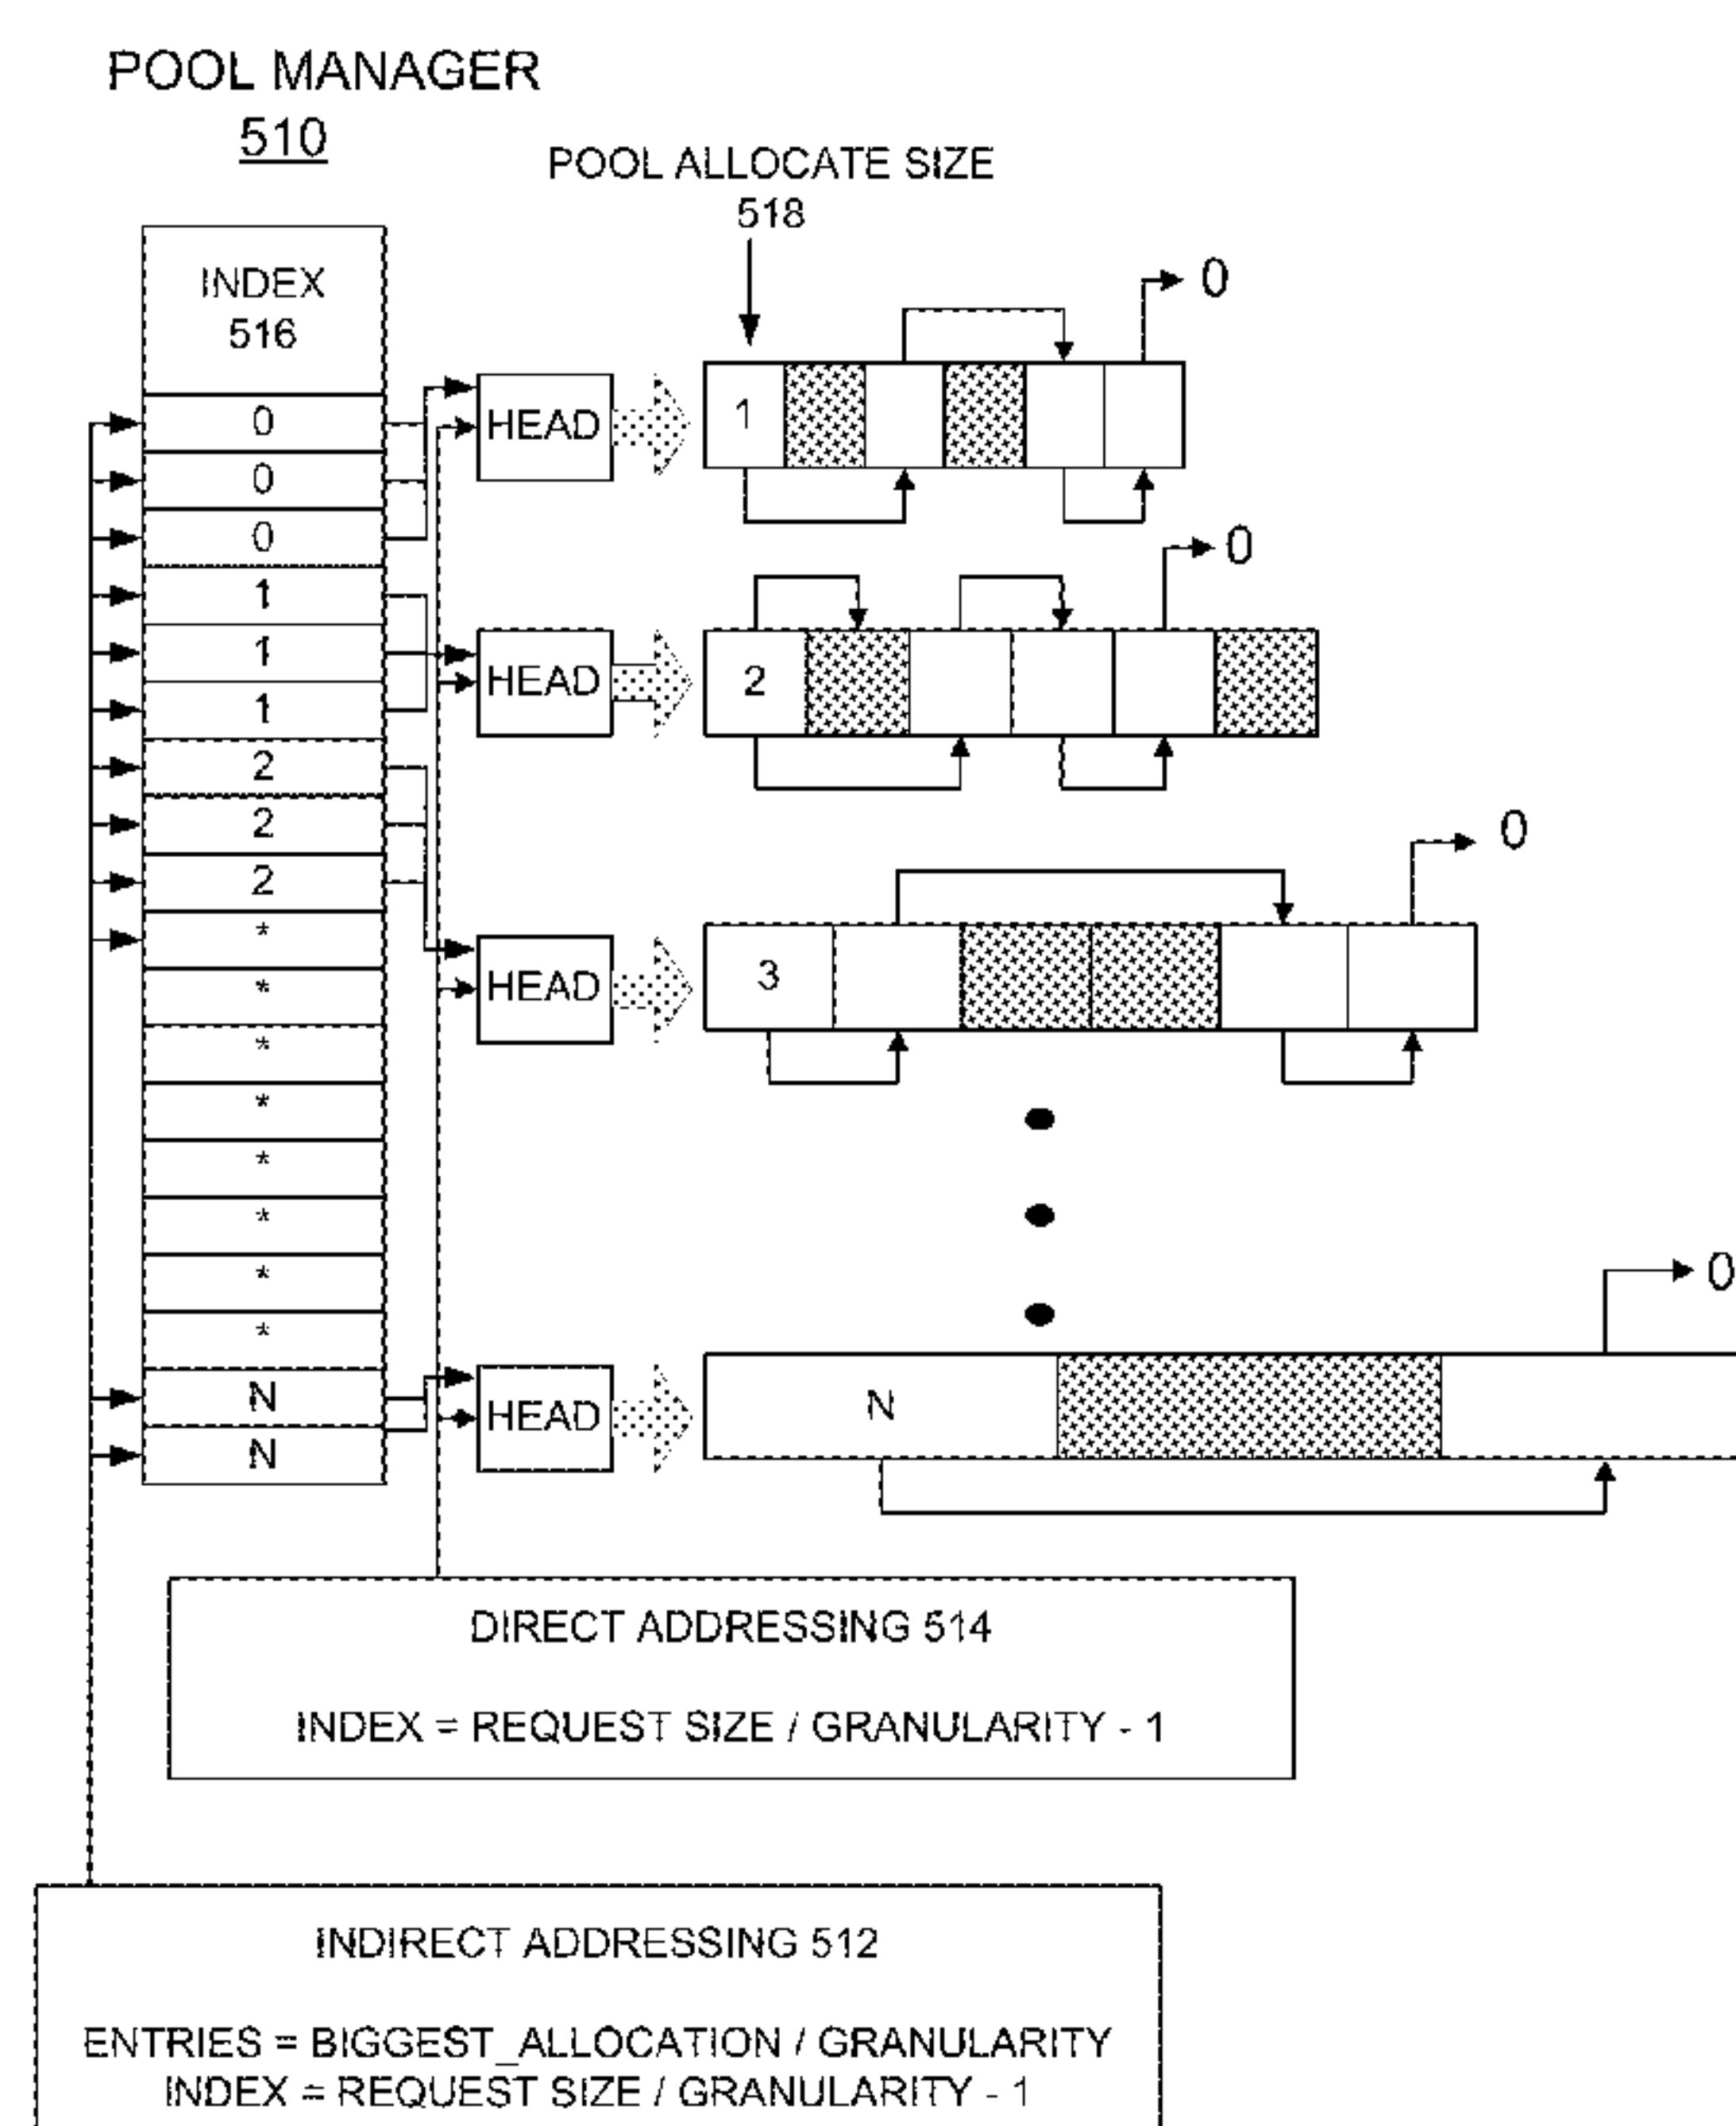 POOL MANAGER
510
POOL ALLOCATE SIZE
518
INDEX
516
0
0
0
1
1
1
2
2
2
*
*
*
*
*
*
*
*
N
N
HEAD
1
0
HEAD
2
0
HEAD
3
0
HEAD
N
0
DIRECT ADDRESSING 514
INDEX = REQUEST SIZE / GRANULARITY - 1
INDIRECT ADDRESSING 512
ENTRIES = BIGGEST_ALLOCATION / GRANULARITY
INDEX = REQUEST SIZE / GRANULARITY - 1